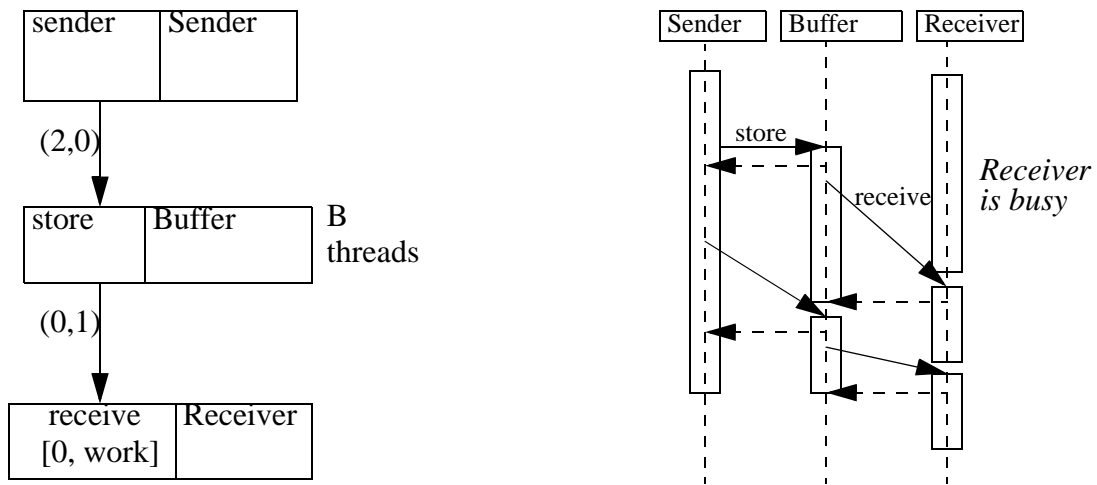 sender Sender
(2,0)
store Buffer
B
threads
(0,1)
receive Receiver
[0, work]
Sender Buffer Receiver
store
receive
Receiver
is busy